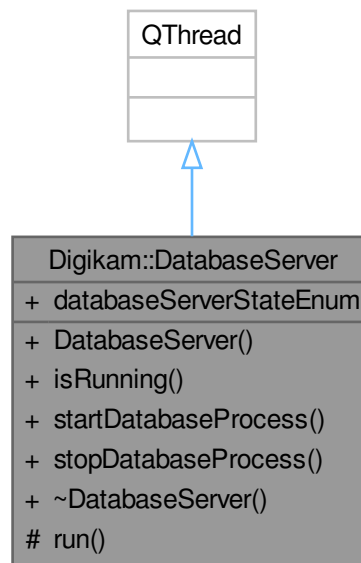 QThread
Digikam::DatabaseServer
+ databaseServerStateEnum
+ DatabaseServer()
+ isRunning()
+ startDatabaseProcess()
+ stopDatabaseProcess()
+ ~DatabaseServer()
# run()